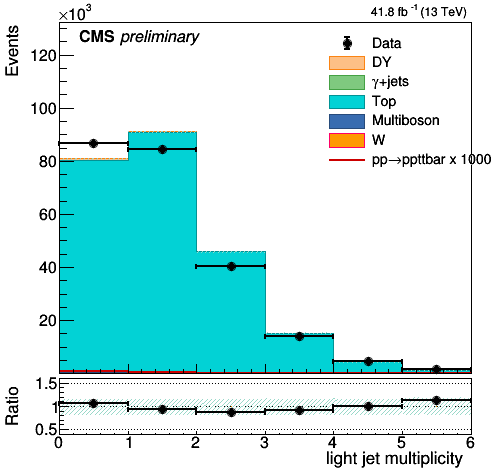 ×10³
41.8 fb⁻¹ (13 TeV)
Events
CMS preliminary
Data
DY
γ+jets
Top
Multiboson
W
pp→ppttbar x 1000
120
100
80
60
40
20
Ratio
1.5
1
0.5
0 1 2 3 4 5 6
light jet multiplicity